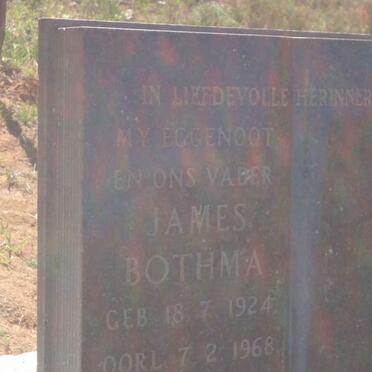 IN LIEFDEVOLLE HERINNER
MY EGGENOOT
EN ONS VADER
JAMES
BOTHMA
GEB 18.7.1924
OORL. 7.2.1968